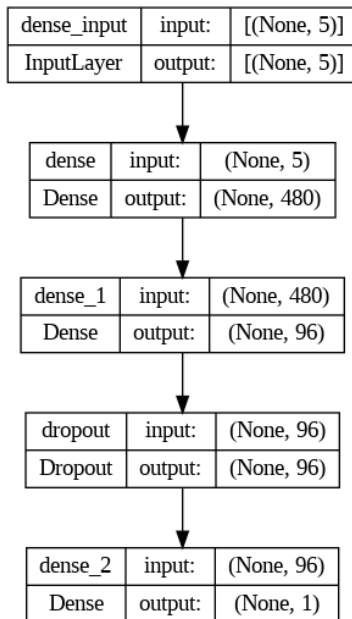 dense_input input: [(None, 5)]
InputLayer output: [(None, 5)]
dense input: (None, 5)
Dense output: (None, 480)
dense_1 input: (None, 480)
Dense output: (None, 96)
dropout input: (None, 96)
Dropout output: (None, 96)
dense_2 input: (None, 96)
Dense output: (None, 1)